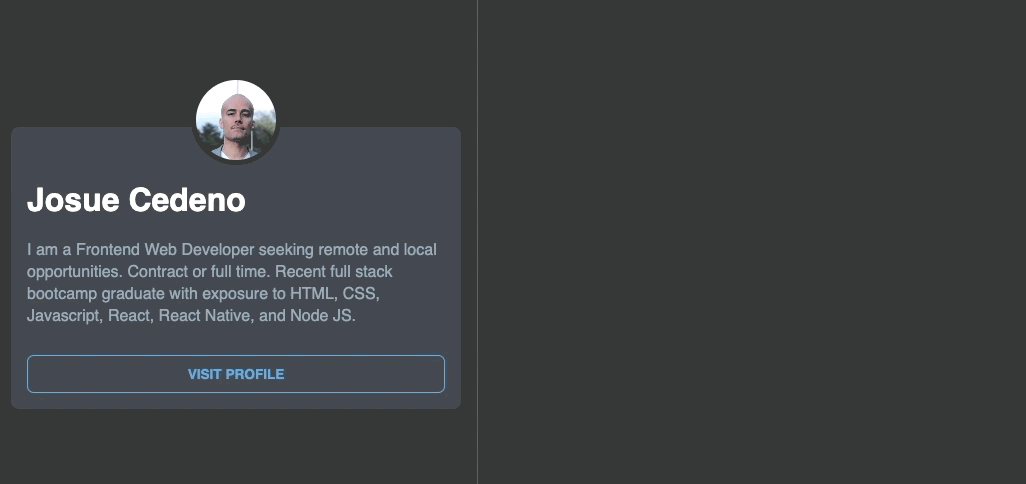 Josue Cedeno
I am a Frontend Web Developer seeking remote and local
opportunities. Contract or full time. Recent full stack
bootcamp graduate with exposure to HTML, CSS,
Javascript, React, React Native, and Node JS.
VISIT PROFILE